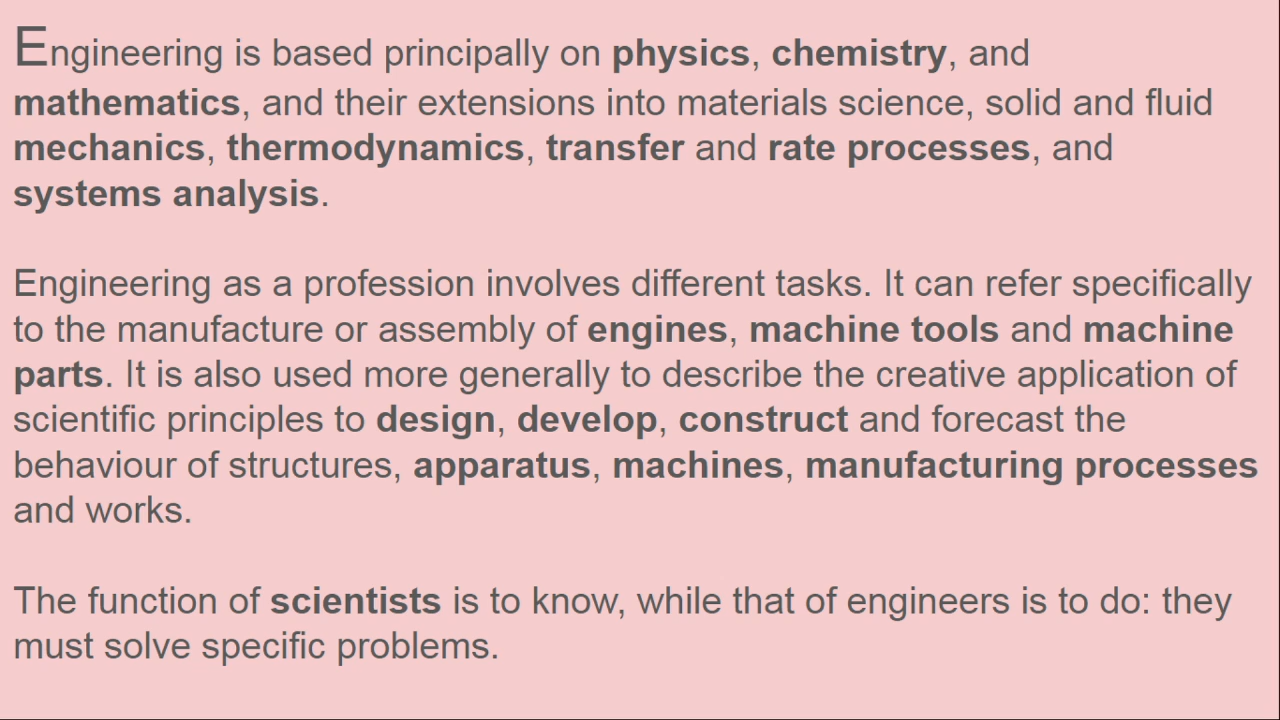 Engineering is based principally on physics, chemistry, and
mathematics, and their extensions into materials science, solid and fluid
mechanics, thermodynamics, transfer and rate processes, and
systems analysis.
Engineering as a profession involves different tasks. It can refer specifically
to the manufacture or assembly of engines, machine tools and machine
parts. It is also used more generally to describe the creative application of
scientific principles to design, develop, construct and forecast the
behaviour of structures, apparatus, machines, manufacturing processes
and works.
The function of scientists is to know, while that of engineers is to do: they
must solve specific problems.